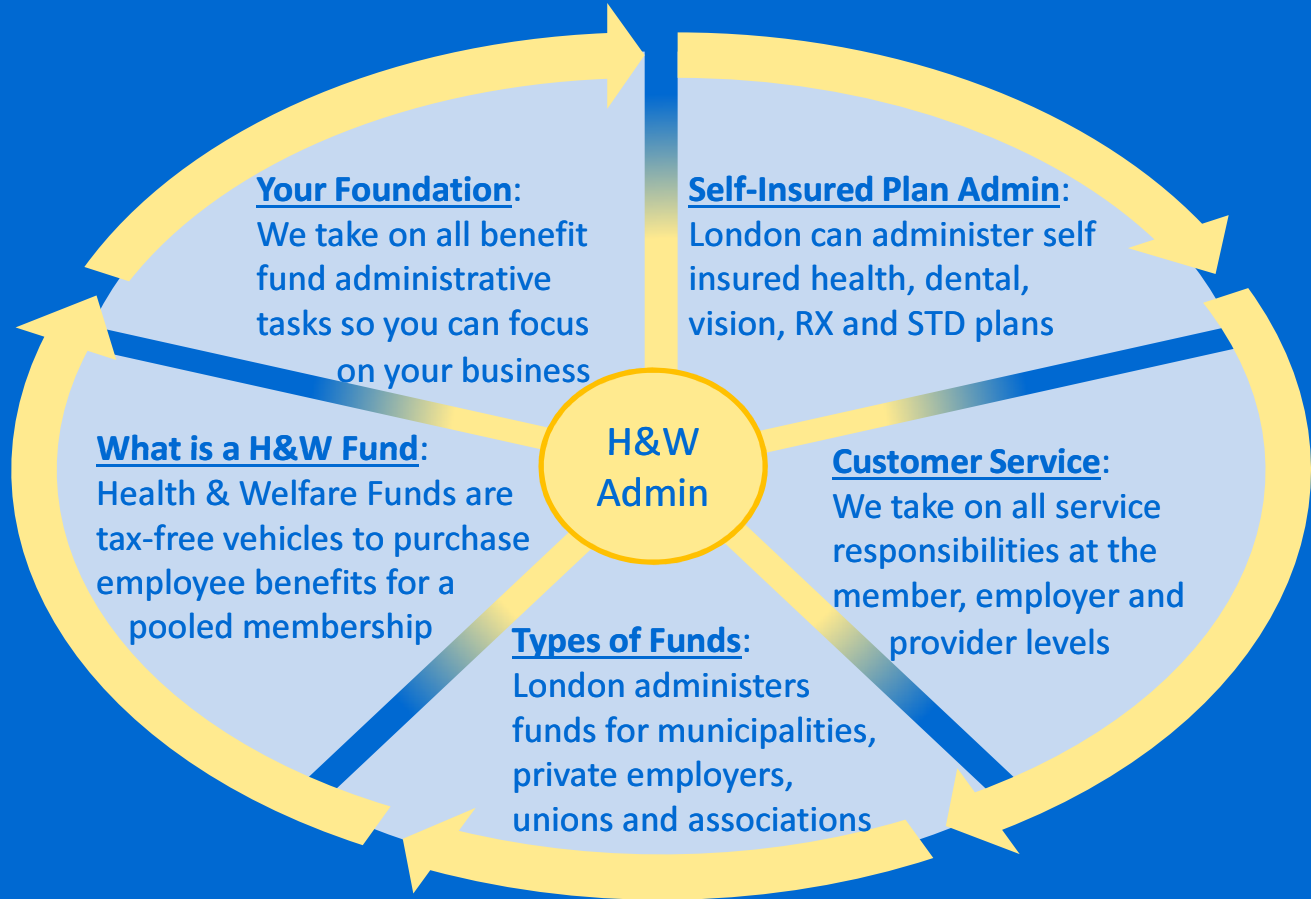 Your Foundation:
We take on all benefit
fund administrative
tasks so you can focus
on your business
Self-Insured Plan Admin:
London can administer self
insured health, dental,
vision, RX and STD plans
H&W
Admin
What is a H&W Fund:
Health & Welfare Funds are
tax-free vehicles to purchase
employee benefits for a
pooled membership
Customer Service:
We take on all service
responsibilities at the
member, employer and
provider levels
Types of Funds:
London administers
funds for municipalities,
private employers,
unions and associations